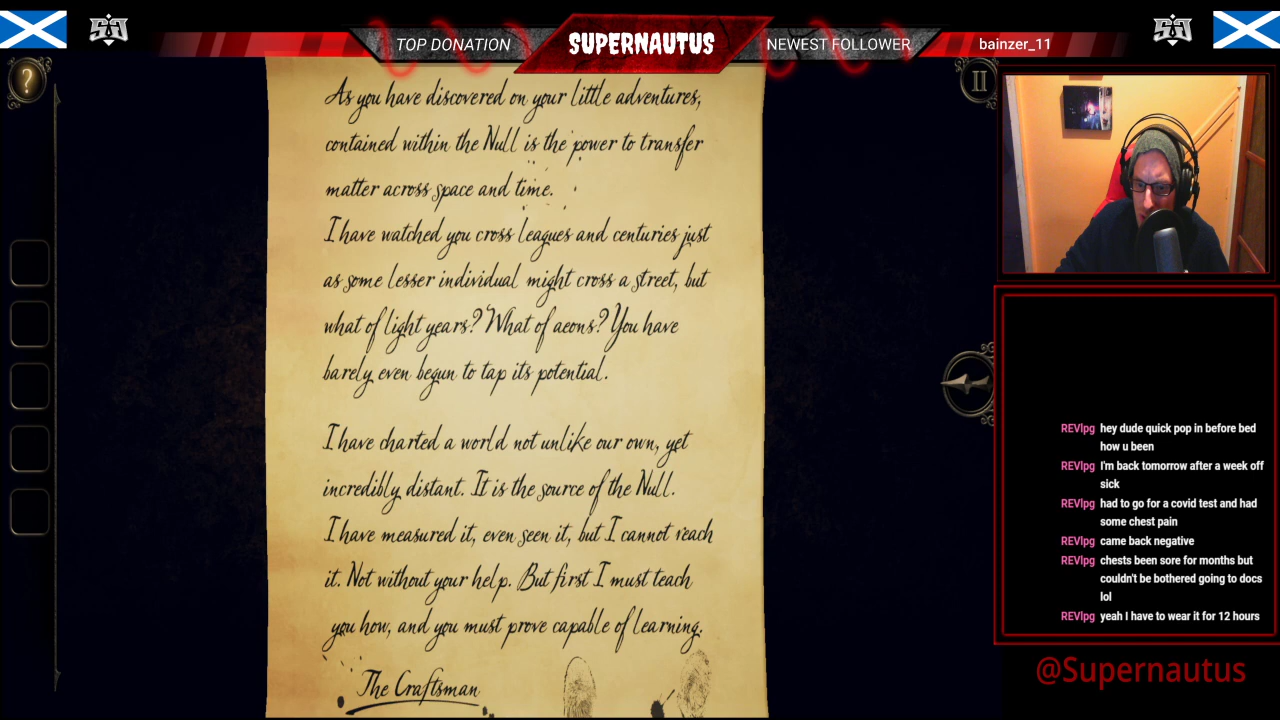 TOP DONATION
SUPERNAUTUS
NEWEST FOLLOWER
bainzer_11
As you have discovered on your little adventures,
contained within the Null is the power to transfer
matter across space and time.
I have watched you cross leagues and centuries just
as some lesser individual might cross a street, but
what of light years? What of aeons? You have
barely even begun to tap its potential.
I have charted a world not unlike our own, yet
incredibly distant. It is the source of the Null.
I have measured it, even seen it, but I cannot reach
it. Not without your help. But first I must teach
you how, and you must prove capable of learning.
The Craftsman
REVlpg hey dude quick pop in before bed
how u been
REVlpg I'm back tomorrow after a week off
sick
REVlpg had to go for a covid test and had
some chest pain
REVlpg came back negative
REVlpg chests been sore for months but
couldn't be bothered going to docs
lol
REVlpg yeah I have to wear it for 12 hours
@Supernautus